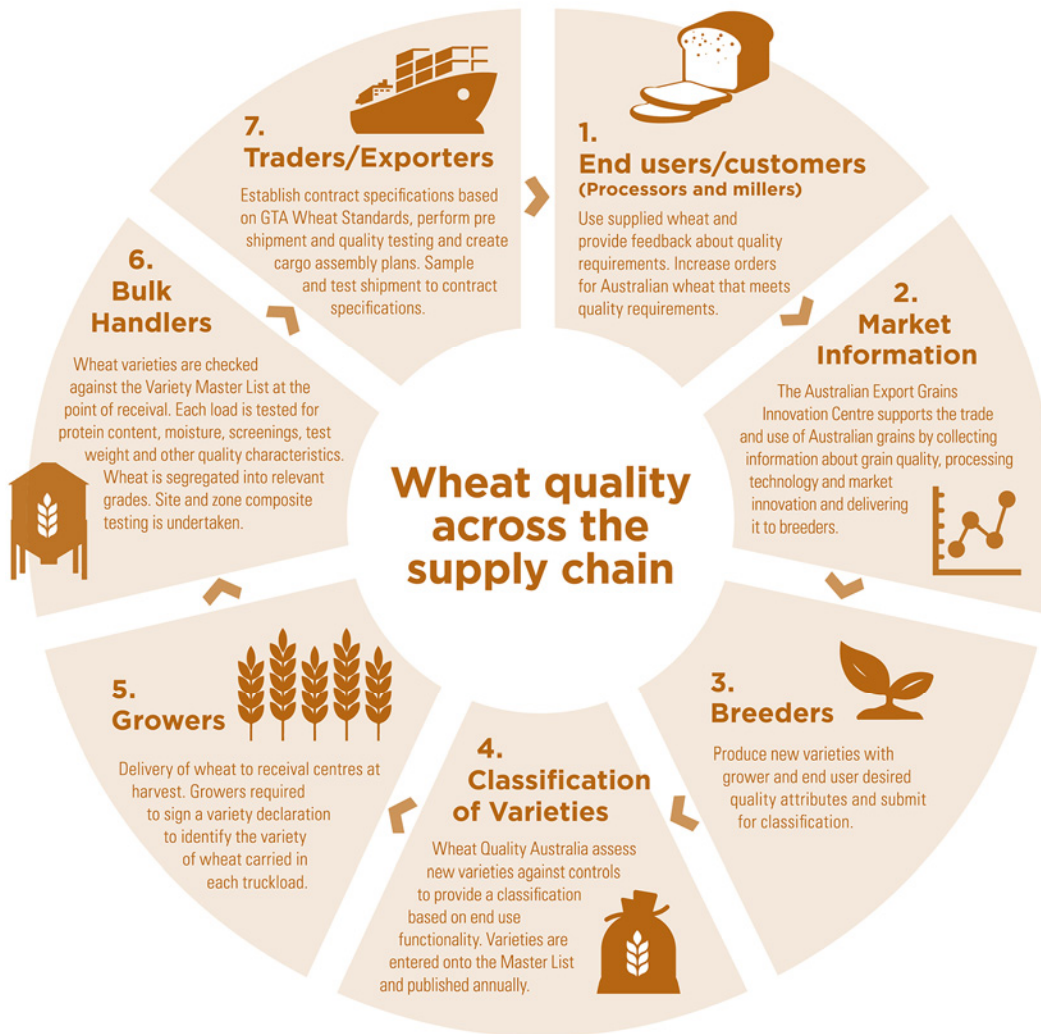 Wheat quality
across the
supply chain
1.
End users/customers
(Processors and millers)
Use supplied wheat and
provide feedback about quality
requirements. Increase orders
for Australian wheat that meets
quality requirements.
2.
Market
Information
The Australian Export Grains
Innovation Centre supports the trade
and use of Australian grains by collecting
information about grain quality, processing
technology and market
innovation and delivering
it to breeders.
3.
Breeders
Produce new varieties with
grower and end user desired
quality attributes and submit
for classification.
4.
Classification
of Varieties
Wheat Quality Australia assess
new varieties against controls
to provide a classification
based on end use
functionality. Varieties are
entered onto the Master List
and published annually.
5.
Growers
Delivery of wheat to receival centres at
harvest. Growers required
to sign a variety declaration
to identify the variety
of wheat carried in
each truckload.
6.
Bulk
Handlers
Wheat varieties are checked
against the Variety Master List at the
point of receival. Each load is tested for
protein content, moisture, screenings, test
weight and other quality characteristics.
Wheat is segregated into relevant
grades. Site and zone composite
testing is undertaken.
7.
Traders/Exporters
Establish contract specifications based
on GTA Wheat Standards, perform pre
shipment and quality testing and create
cargo assembly plans. Sample
and test shipment to contract
specifications.